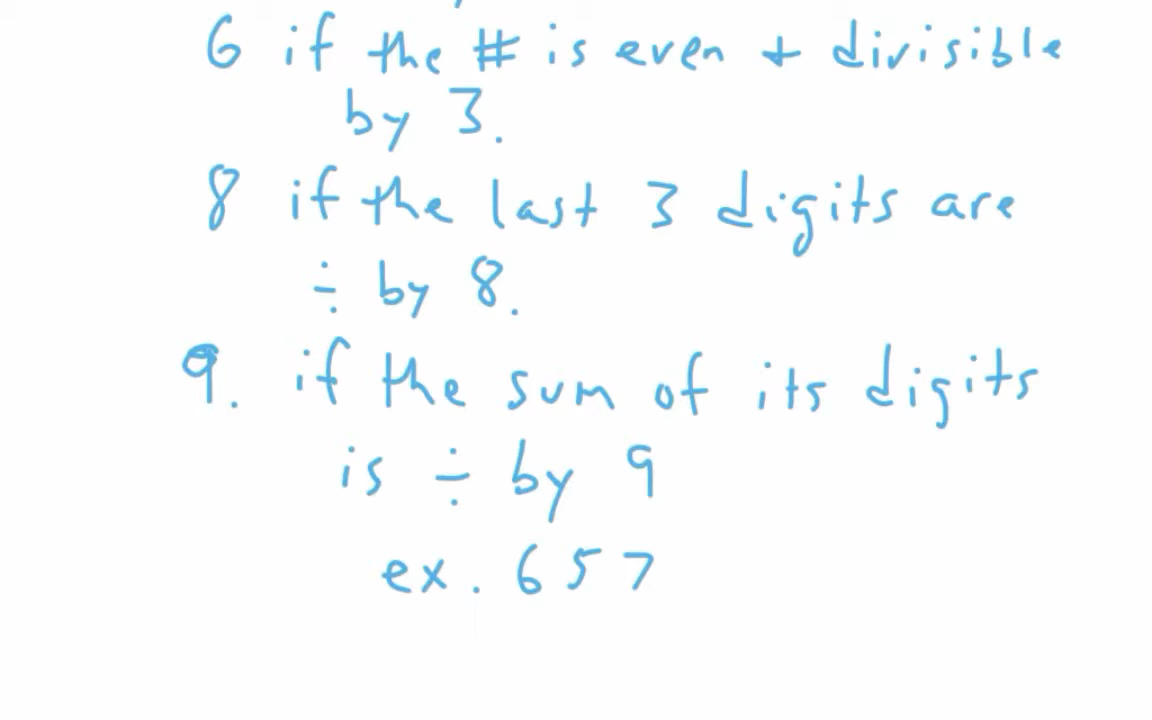 6 if the # is even + divisible
by 3.
8 if the last 3 digits are
÷ by 8.
9. if the sum of its digits
is ÷ by 9
ex. 657